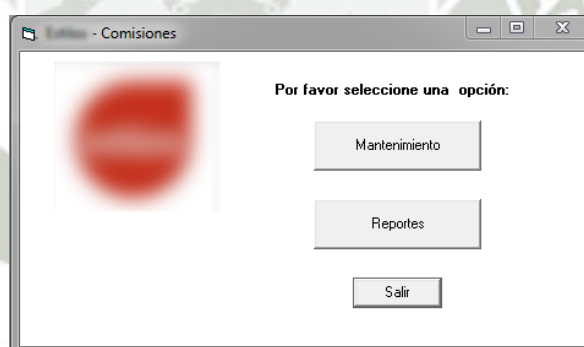 - Comisiones
Por favor seleccione una opción:
Mantenimiento
Reportes
Salir